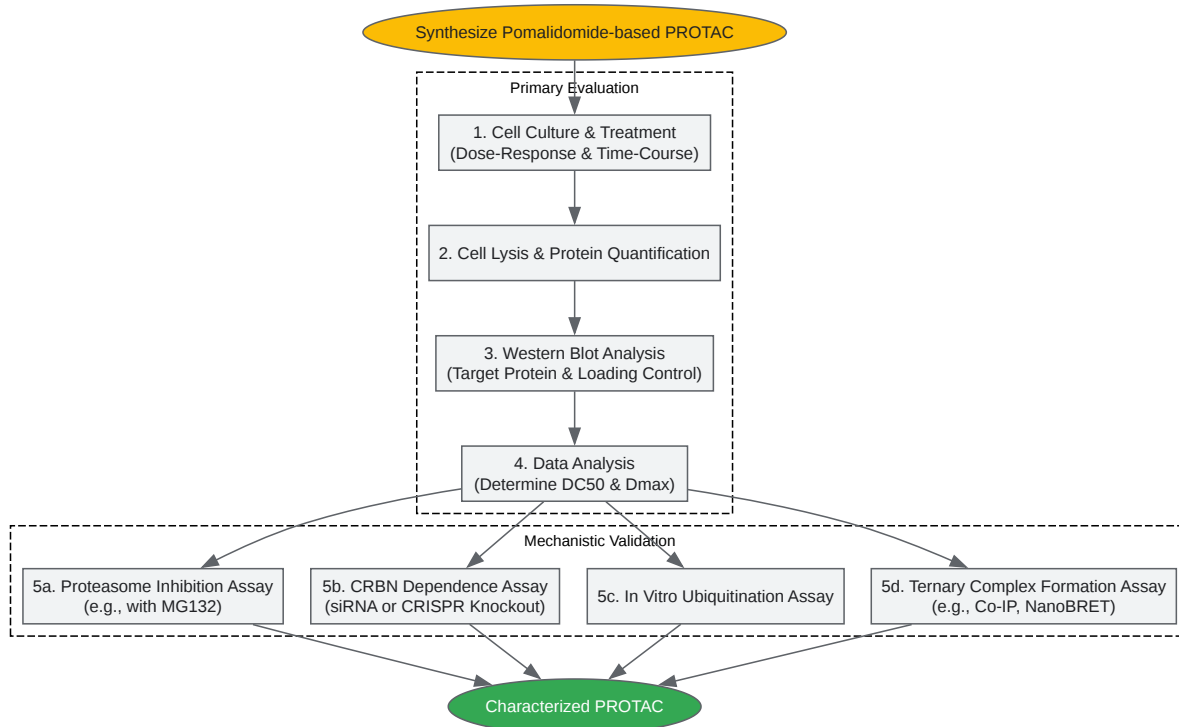 Synthesize Pomalidomide-based PROTAC
Primary Evaluation
1. Cell Culture & Treatment
(Dose-Response & Time-Course)
2. Cell Lysis & Protein Quantification
3. Western Blot Analysis
(Target Protein & Loading Control)
4. Data Analysis
(Determine DC50 & Dmax)
Mechanistic Validation
5a. Proteasome Inhibition Assay
(e.g., with MG132)
5b. CRBN Dependence Assay
(siRNA or CRISPR Knockout)
5c. In Vitro Ubiquitination Assay
5d. Ternary Complex Formation Assay
(e.g., Co-IP, NanoBRET)
Characterized PROTAC